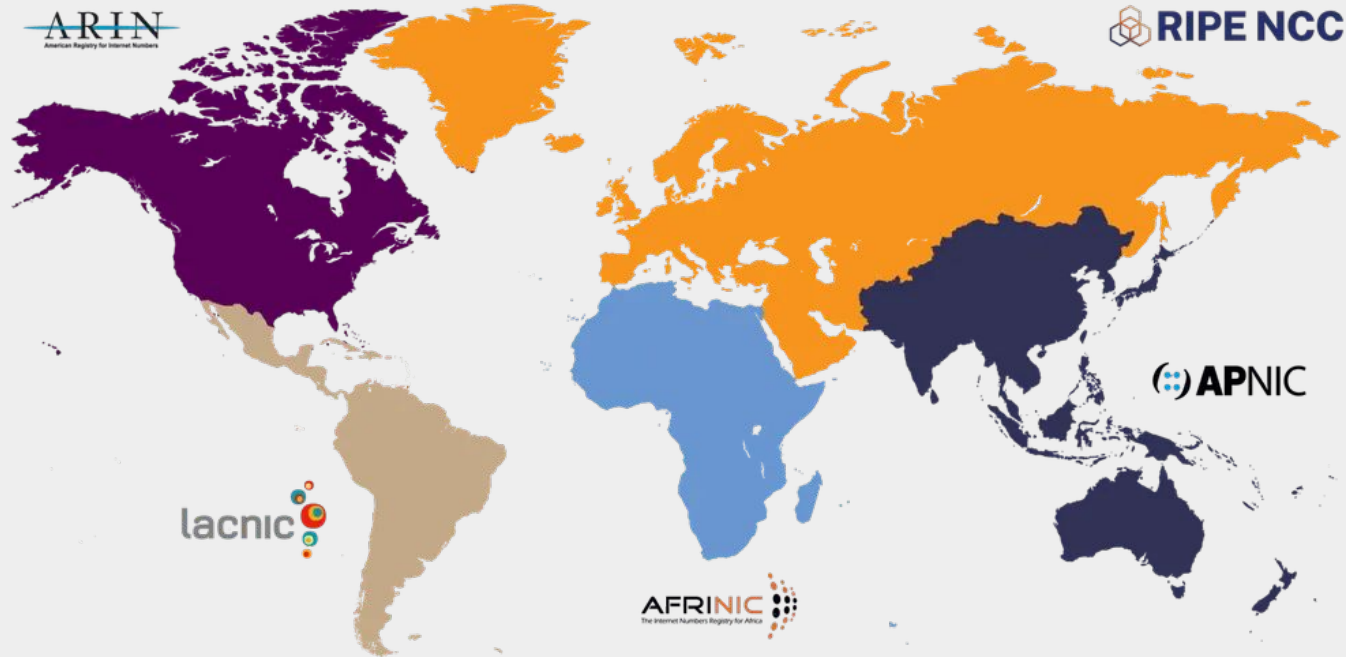 ARIN
American Registry for Internet Numbers
RIPE NCC
APNIC
lacnic
AFRINIC
The Internet Numbers Registry for Africa